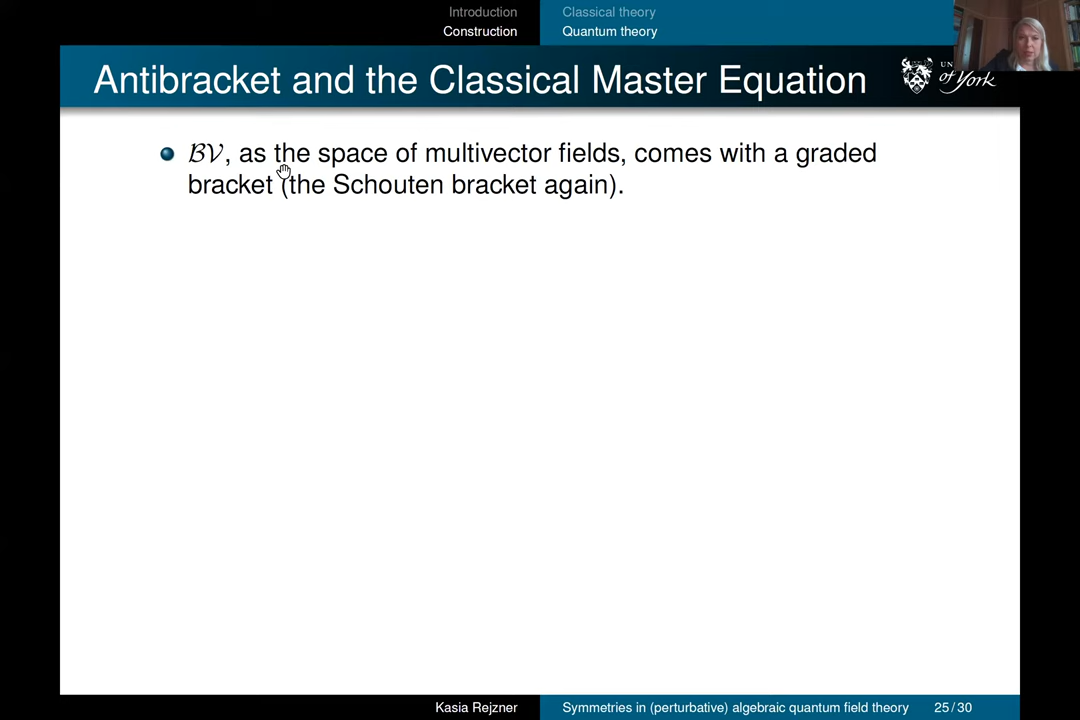 Introduction
Construction
Classical theory
Quantum theory
Antibracket and the Classical Master Equation
UN
of York
BV, as the space of multivector fields, comes with a graded
bracket (the Schouten bracket again).
Kasia Rejzner
Symmetries in (perturbative) algebraic quantum field theory
25/30